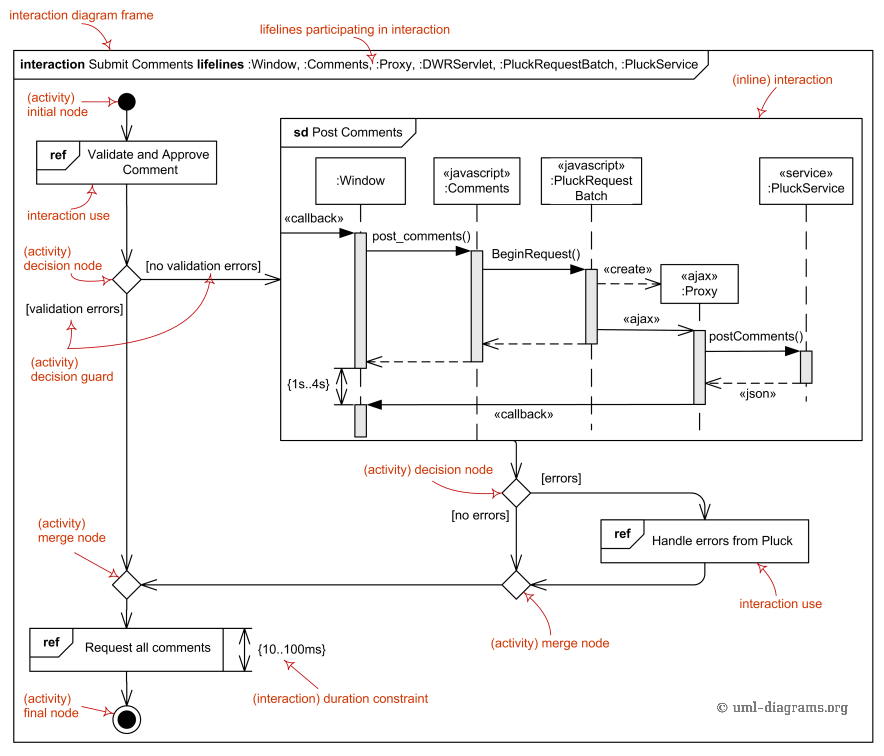 interaction diagram frame
lifelines participating in interaction
interaction Submit Comments lifelines :Window, :Comments, :Proxy, :DWRServlet, :PluckRequestBatch, :PluckService
(inline) interaction
(activity)
initial node
sd Post Comments
ref
Validate and Approve
Comment
:Window
«javascript»
:Comments
«javascript»
:PluckRequest
Batch
«service»
:PluckService
interaction use
«callback»
post_comments()
BeginRequest()
(activity)
decision node
[no validation errors]
«create»
«ajax»
:Proxy
[validation errors]
«ajax»
postComments()
(activity)
decision guard
{1s..4s}
«json»
«callback»
(activity) decision node
[errors]
[no errors]
(activity)
merge node
ref
Handle errors from Pluck
interaction use
(activity) merge node
ref
Request all comments
{10..100ms}
(activity)
final node
(interaction) duration constraint
© uml-diagrams.org